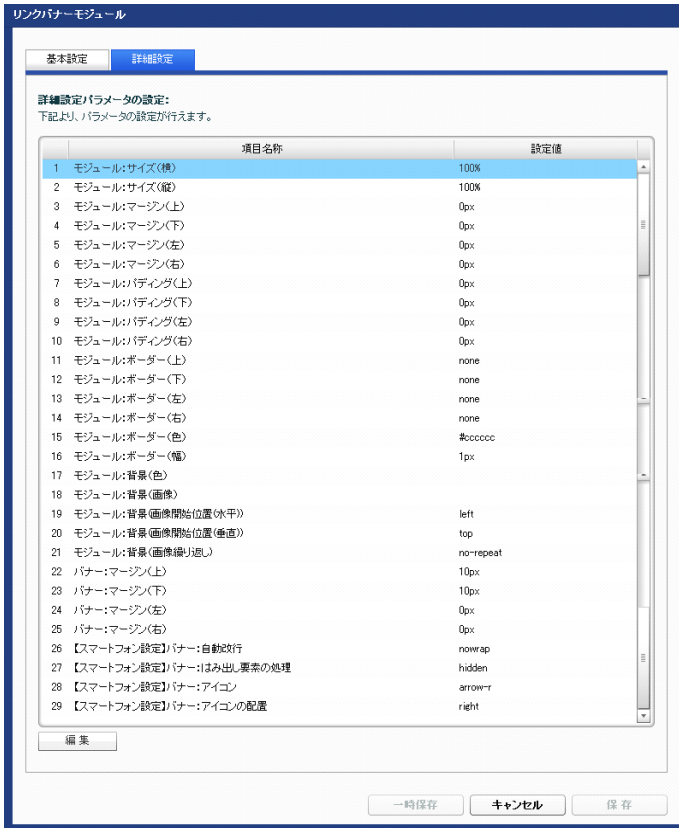 リンクバナーモジュール
基本設定 詳細設定
詳細設定パラメータの設定:
下記より、パラメータの設定が行えます。
項目名称 設定値
1 モジュール:サイズ(横) 100%
2 モジュール:サイズ(縦) 100%
3 モジュール:マージン(上) 0px
4 モジュール:マージン(下) 0px
5 モジュール:マージン(左) 0px
6 モジュール:マージン(右) 0px
7 モジュール:パディング(上) 0px
8 モジュール:パディング(下) 0px
9 モジュール:パディング(左) 0px
10 モジュール:パディング(右) 0px
11 モジュール:ボーダー(上) none
12 モジュール:ボーダー(下) none
13 モジュール:ボーダー(左) none
14 モジュール:ボーダー(右) none
15 モジュール:ボーダー(色) #cccccc
16 モジュール:ボーダー(幅) 1px
17 モジュール:背景(色)
18 モジュール:背景(画像)
19 モジュール:背景(画像開始位置(水平)) left
20 モジュール:背景(画像開始位置(垂直)) top
21 モジュール:背景(画像繰り返し) no-repeat
22 バナー:マージン(上) 10px
23 バナー:マージン(下) 10px
24 バナー:マージン(左) 0px
25 バナー:マージン(右) 0px
26 【スマートフォン設定】バナー:自動改行 nowrap
27 【スマートフォン設定】バナー:はみ出し要素の処理 hidden
28 【スマートフォン設定】バナー:アイコン arrow-r
29 【スマートフォン設定】バナー:アイコンの配置 right
編集
一時保存 キャンセル 保存